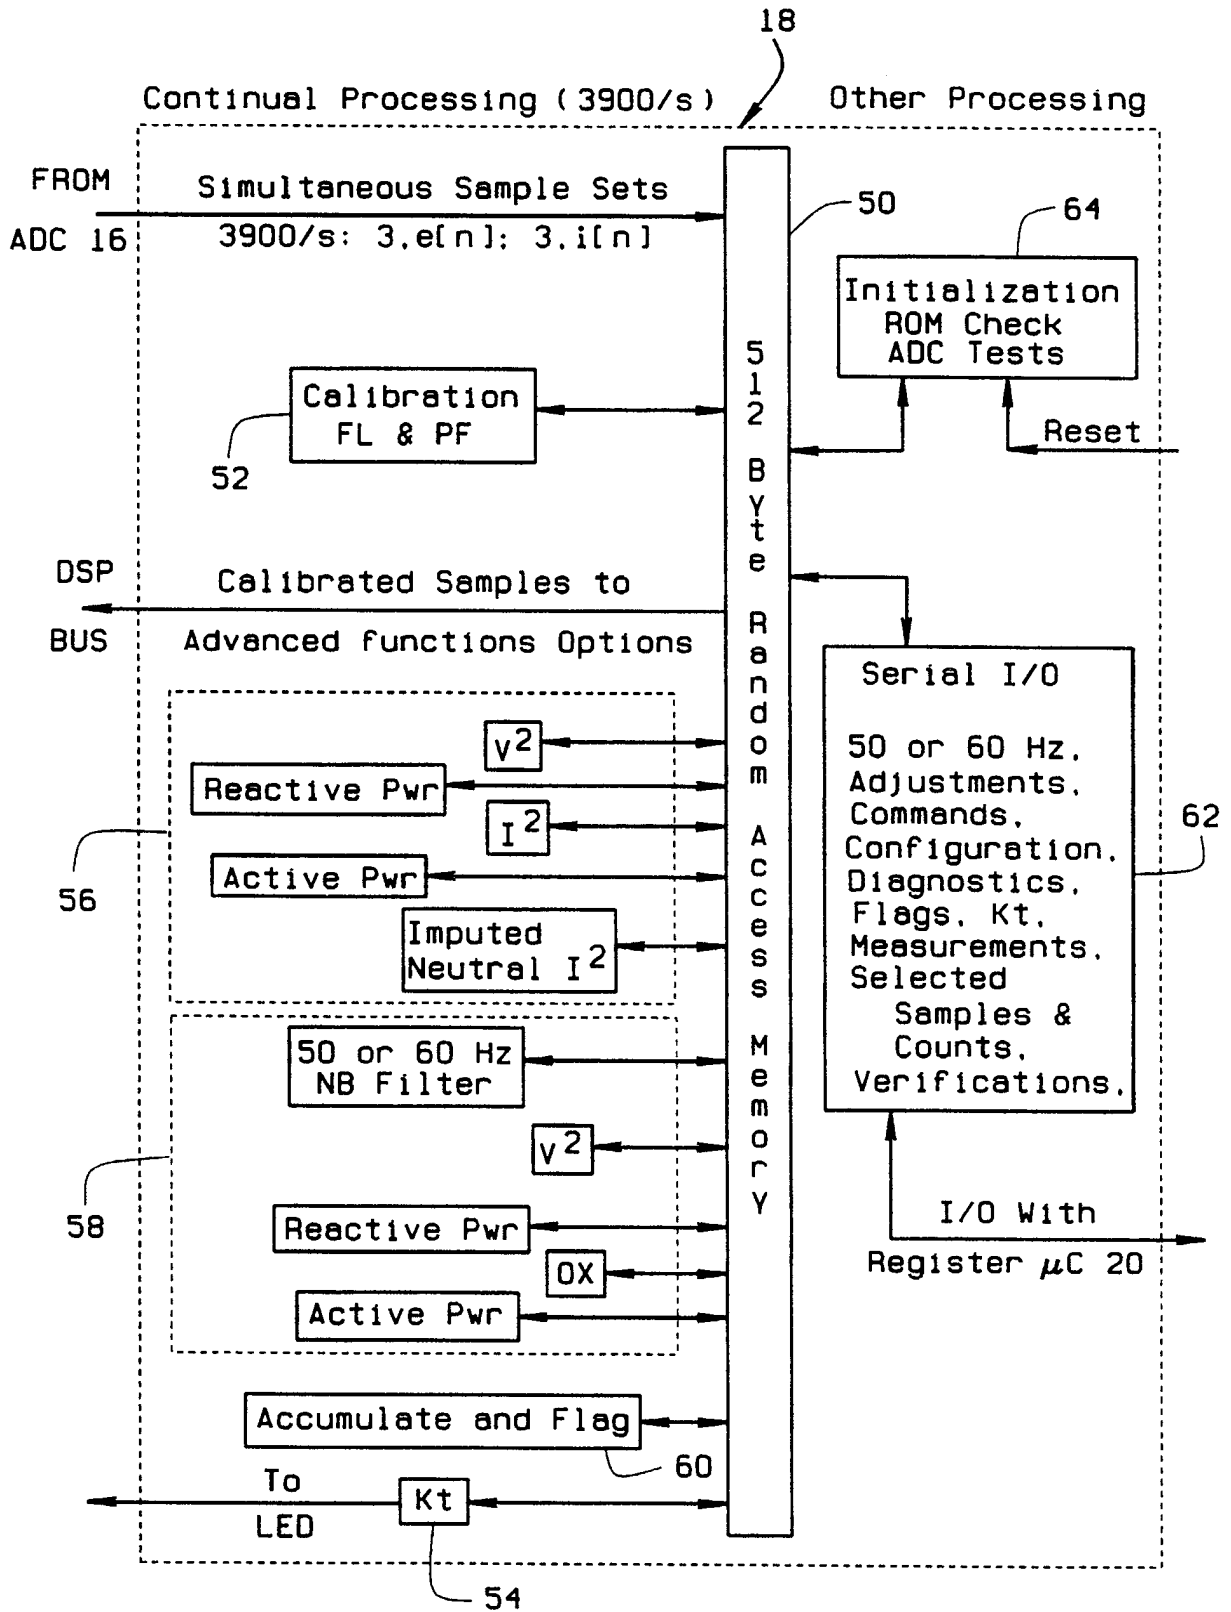 18
Continual Processing (3900/s)
Other Processing
FROM
ADC 16
Simultaneous Sample Sets
3900/s: 3,e[n]; 3,i[n]
50
64
Initialization
ROM Check
ADC Tests
Reset
Calibration
FL & PF
52
512 Byte Random Access Memory
DSP
BUS
Calibrated Samples to
Advanced functions Options
V2
Reactive Pwr
I2
Active Pwr
Imputed
Neutral I2
56
Serial I/O
50 or 60 Hz,
Adjustments,
Commands,
Configuration,
Diagnostics,
Flags, Kt,
Measurements,
Selected
Samples &
Counts,
Verifications,
62
50 or 60 Hz
NB Filter
V2
Reactive Pwr
OX
Active Pwr
58
I/O With
Register μC 20
Accumulate and Flag
60
To
LED
Kt
54